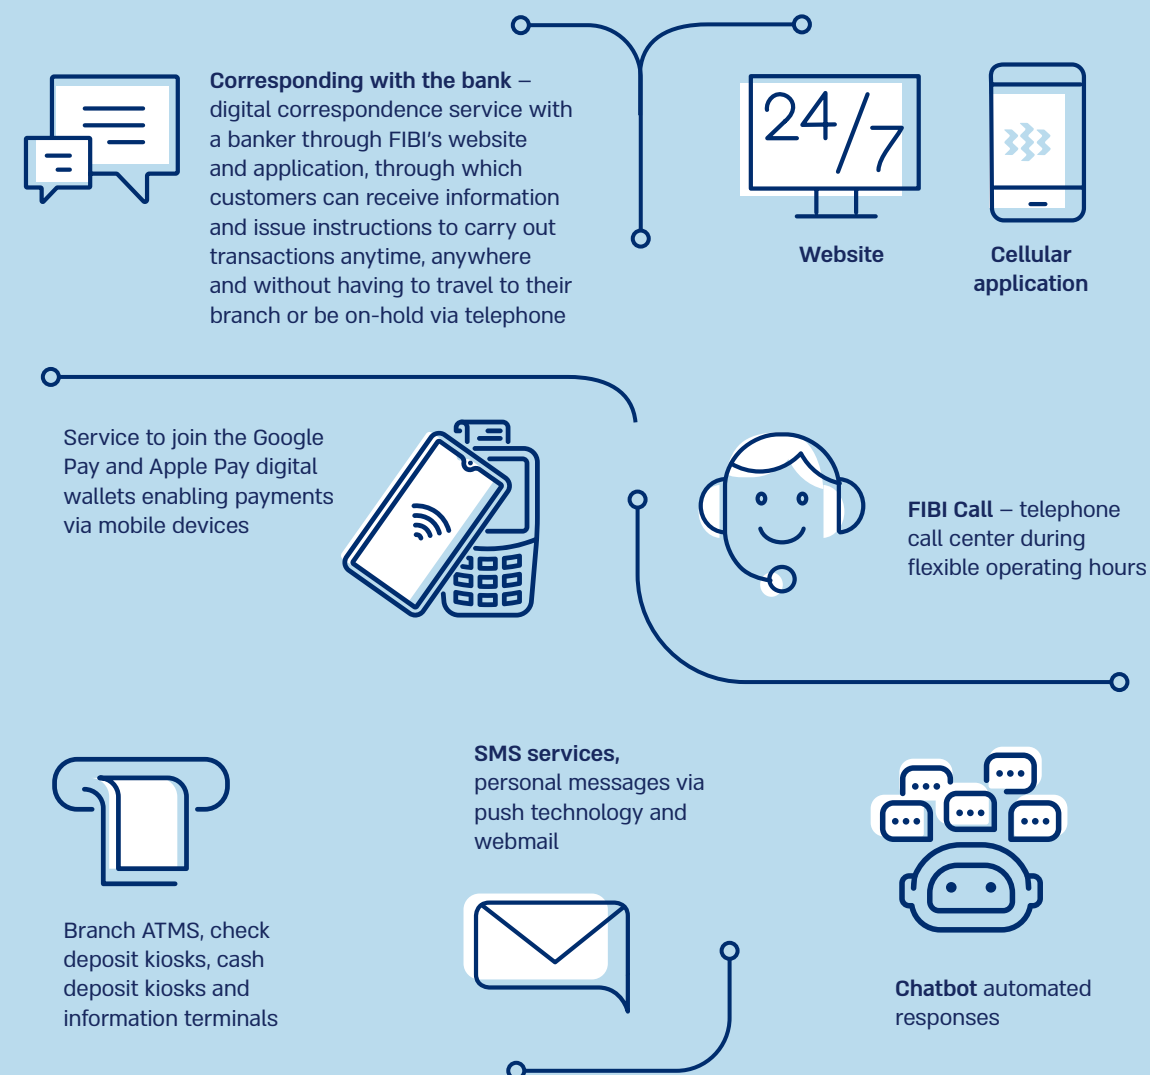 Corresponding with the bank –
digital correspondence service with
a banker through FIBI's website
and application, through which
customers can receive information
and issue instructions to carry out
transactions anytime, anywhere
and without having to travel to their
branch or be on-hold via telephone
24/7
Website
Cellular
application
Service to join the Google
Pay and Apple Pay digital
wallets enabling payments
via mobile devices
FIBI Call – telephone
call center during
flexible operating hours
Branch ATMS, check
deposit kiosks, cash
deposit kiosks and
information terminals
SMS services,
personal messages via
push technology and
webmail
Chatbot automated
responses